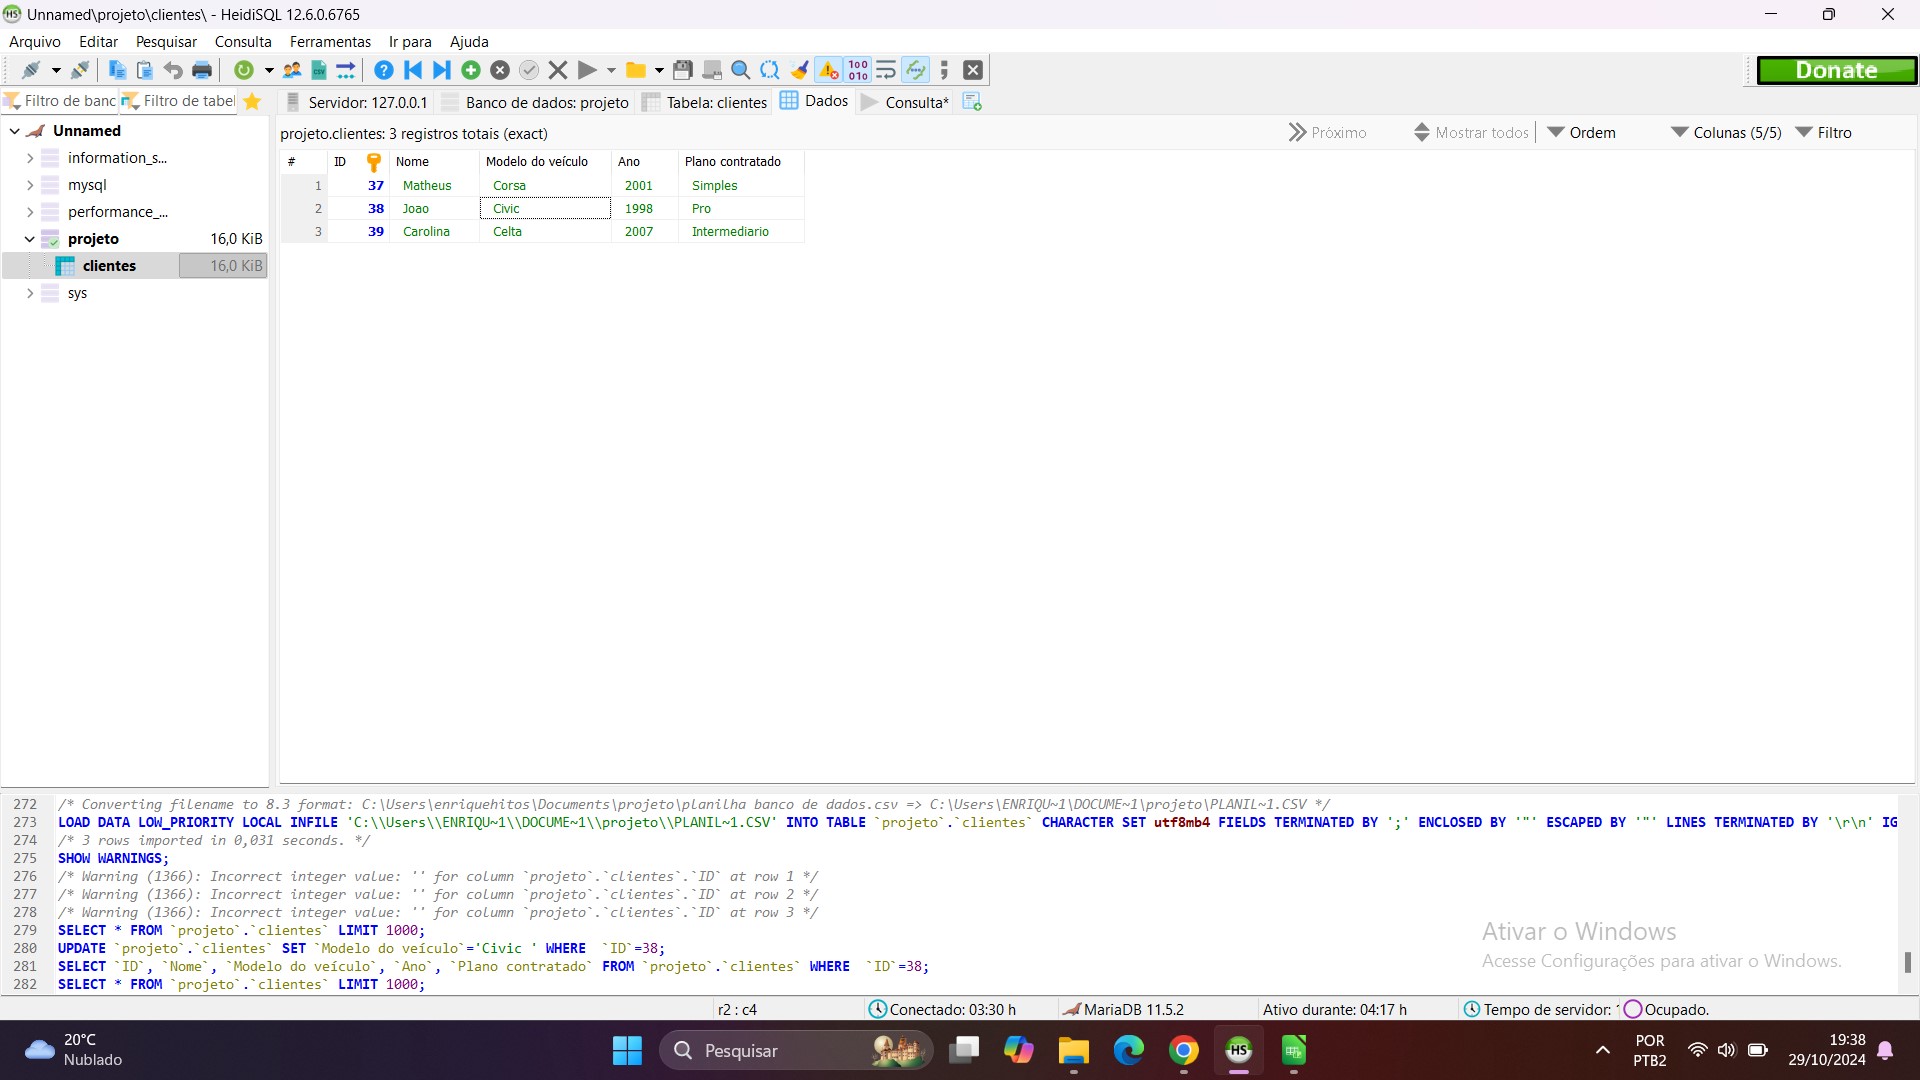 Unnamed\projeto\clientes\ - HeidiSQL 12.6.0.6765
Arquivo Editar Pesquisar Consulta Ferramentas Ir para Ajuda
Donate
Filtro de banc Filtro de tabel
Servidor: 127.0.0.1 Banco de dados: projeto Tabela: clientes Dados Consulta*
Unnamed
information_s...
mysql
performance_...
projeto 16,0 KiB
clientes 16,0 KiB
sys
projeto.clientes: 3 registros totais (exact) Próximo Mostrar todos Ordem Colunas (5/5) Filtro
# ID Nome Modelo do veículo Ano Plano contratado
1 37 Matheus Corsa 2001 Simples
2 38 Joao Civic 1998 Pro
3 39 Carolina Celta 2007 Intermediario
272 /* Converting filename to 8.3 format: C:\Users\enriquehitos\Documents\projeto\planilha banco de dados.csv => C:\Users\ENRIQU~1\DOCUME~1\projeto\PLANIL~1.CSV */
273 LOAD DATA LOW_PRIORITY LOCAL INFILE 'C:\\Users\\ENRIQU~1\\DOCUME~1\\projeto\\PLANIL~1.CSV' INTO TABLE `projeto`.`clientes` CHARACTER SET utf8mb4 FIELDS TERMINATED BY ';' ENCLOSED BY '"' ESCAPED BY '"' LINES TERMINATED BY '\r\n' IG
274 /* 3 rows imported in 0,031 seconds. */
275 SHOW WARNINGS;
276 /* Warning (1366): Incorrect integer value: '' for column `projeto`.`clientes`.`ID` at row 1 */
277 /* Warning (1366): Incorrect integer value: '' for column `projeto`.`clientes`.`ID` at row 2 */
278 /* Warning (1366): Incorrect integer value: '' for column `projeto`.`clientes`.`ID` at row 3 */
279 SELECT * FROM `projeto`.`clientes` LIMIT 1000;
280 UPDATE `projeto`.`clientes` SET `Modelo do veículo`='Civic ' WHERE  `ID`=38;
281 SELECT `ID`, `Nome`, `Modelo do veículo`, `Ano`, `Plano contratado` FROM `projeto`.`clientes` WHERE  `ID`=38;
282 SELECT * FROM `projeto`.`clientes` LIMIT 1000;
Ativar o Windows
Acesse Configurações para ativar o Windows.
r2 : c4 Conectado: 03:30 h MariaDB 11.5.2 Ativo durante: 04:17 h Tempo de servidor: Ocupado.
20°C
Nublado
Pesquisar
POR
PTB2
19:38
29/10/2024